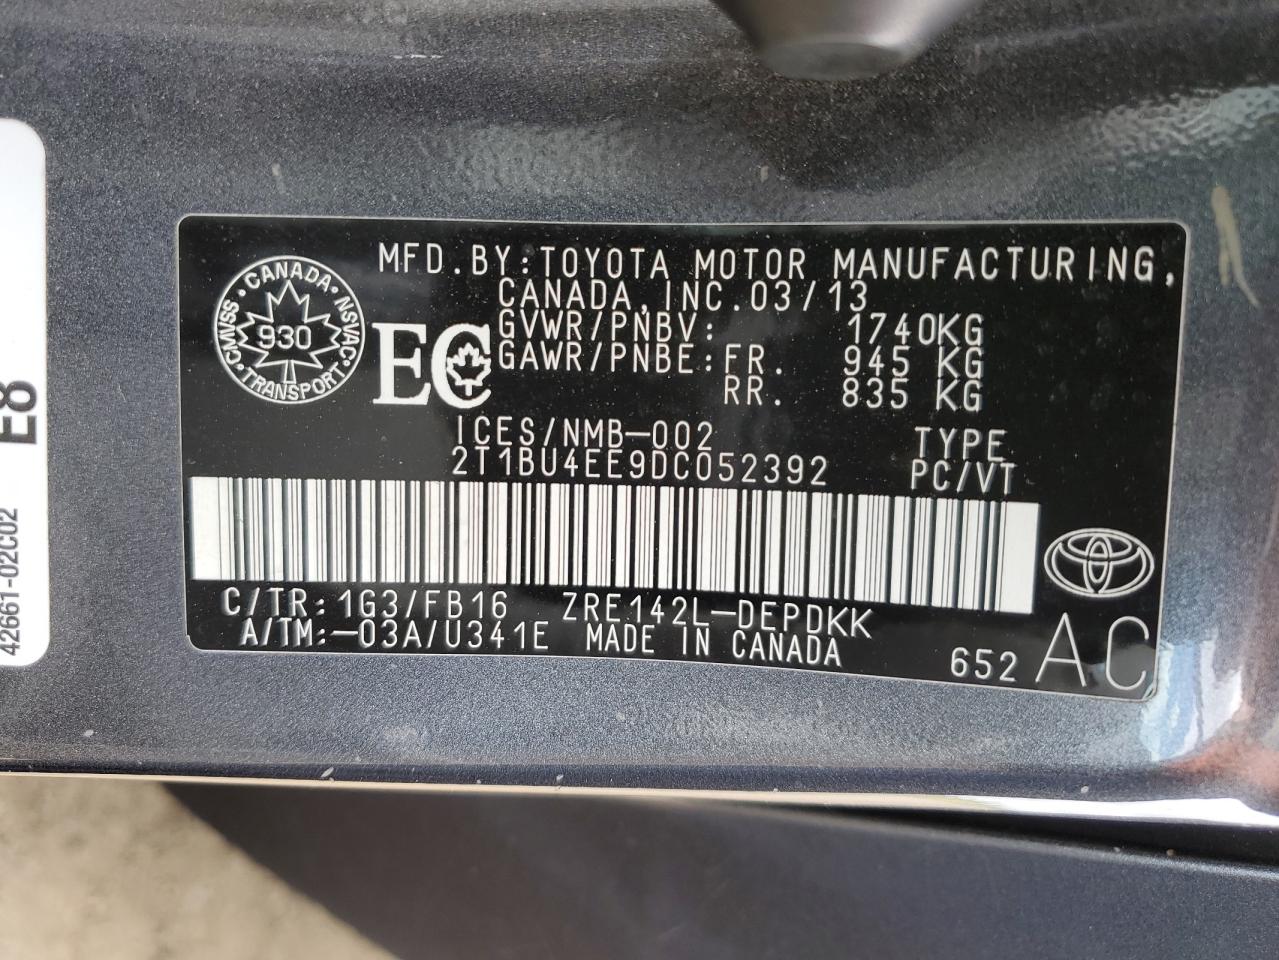 MFD.BY:TOYOTA MOTOR MANUFACTURING,
CANADA,INC.03/13
GVWR/PNBV: 1740KG
GAWR/PNBE:FR. 945 KG
RR. 835 KG
CANADA
CMVSS · NSVAC
930
TRANSPORT
EC
ICES/NMB-002
2T1BU4EE9DC052392
TYPE
PC/VT
C/TR:1G3/FB16 ZRE142L-DEPDKK
A/TM:-03A/U341E MADE IN CANADA
652 AC
E8
42661-02C02